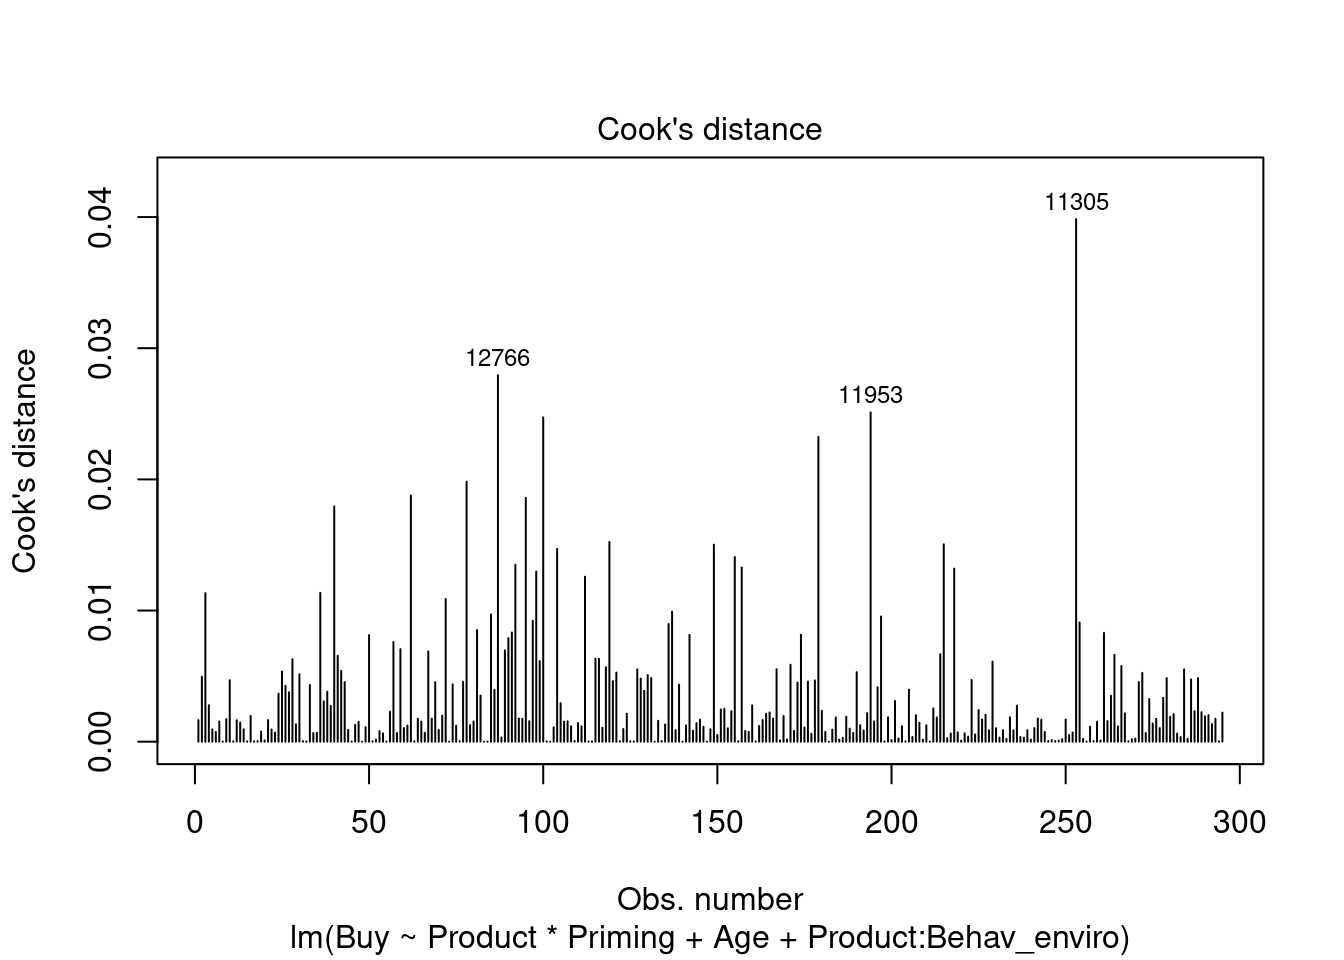 Cook's distance
0.04
11305
0.03
12766
11953
Cook's distance
0.02
0.01
0.00
0 50 100 150 200 250 300
Obs. number
lm(Buy ~ Product * Priming + Age + Product:Behav_enviro)